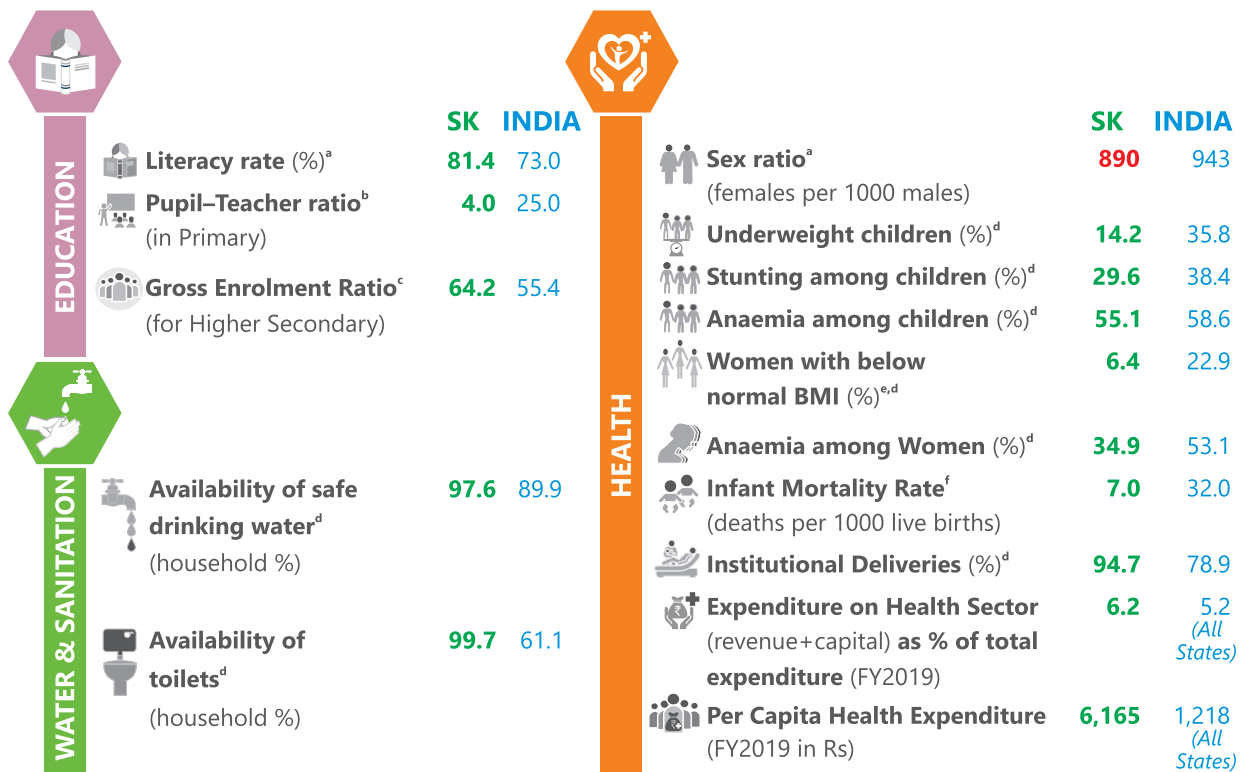 EDUCATION
SK INDIA
Literacy rate (%)a 81.4 73.0
Pupil–Teacher ratiob 4.0 25.0
(in Primary)
Gross Enrolment Ratioc 64.2 55.4
(for Higher Secondary)
WATER & SANITATION
Availability of safe 97.6 89.9
drinking waterd
(household %)
Availability of 99.7 61.1
toiletsd
(household %)
HEALTH
SK INDIA
Sex ratioa 890 943
(females per 1000 males)
Underweight children (%)d 14.2 35.8
Stunting among children (%)d 29.6 38.4
Anaemia among children (%)d 55.1 58.6
Women with below 6.4 22.9
normal BMI (%)e,d
Anaemia among Women (%)d 34.9 53.1
Infant Mortality Ratef 7.0 32.0
(deaths per 1000 live births)
Institutional Deliveries (%)d 94.7 78.9
Expenditure on Health Sector 6.2 5.2
(revenue+capital) as % of total (All
expenditure (FY2019) States)
Per Capita Health Expenditure 6,165 1,218
(FY2019 in Rs) (All
States)